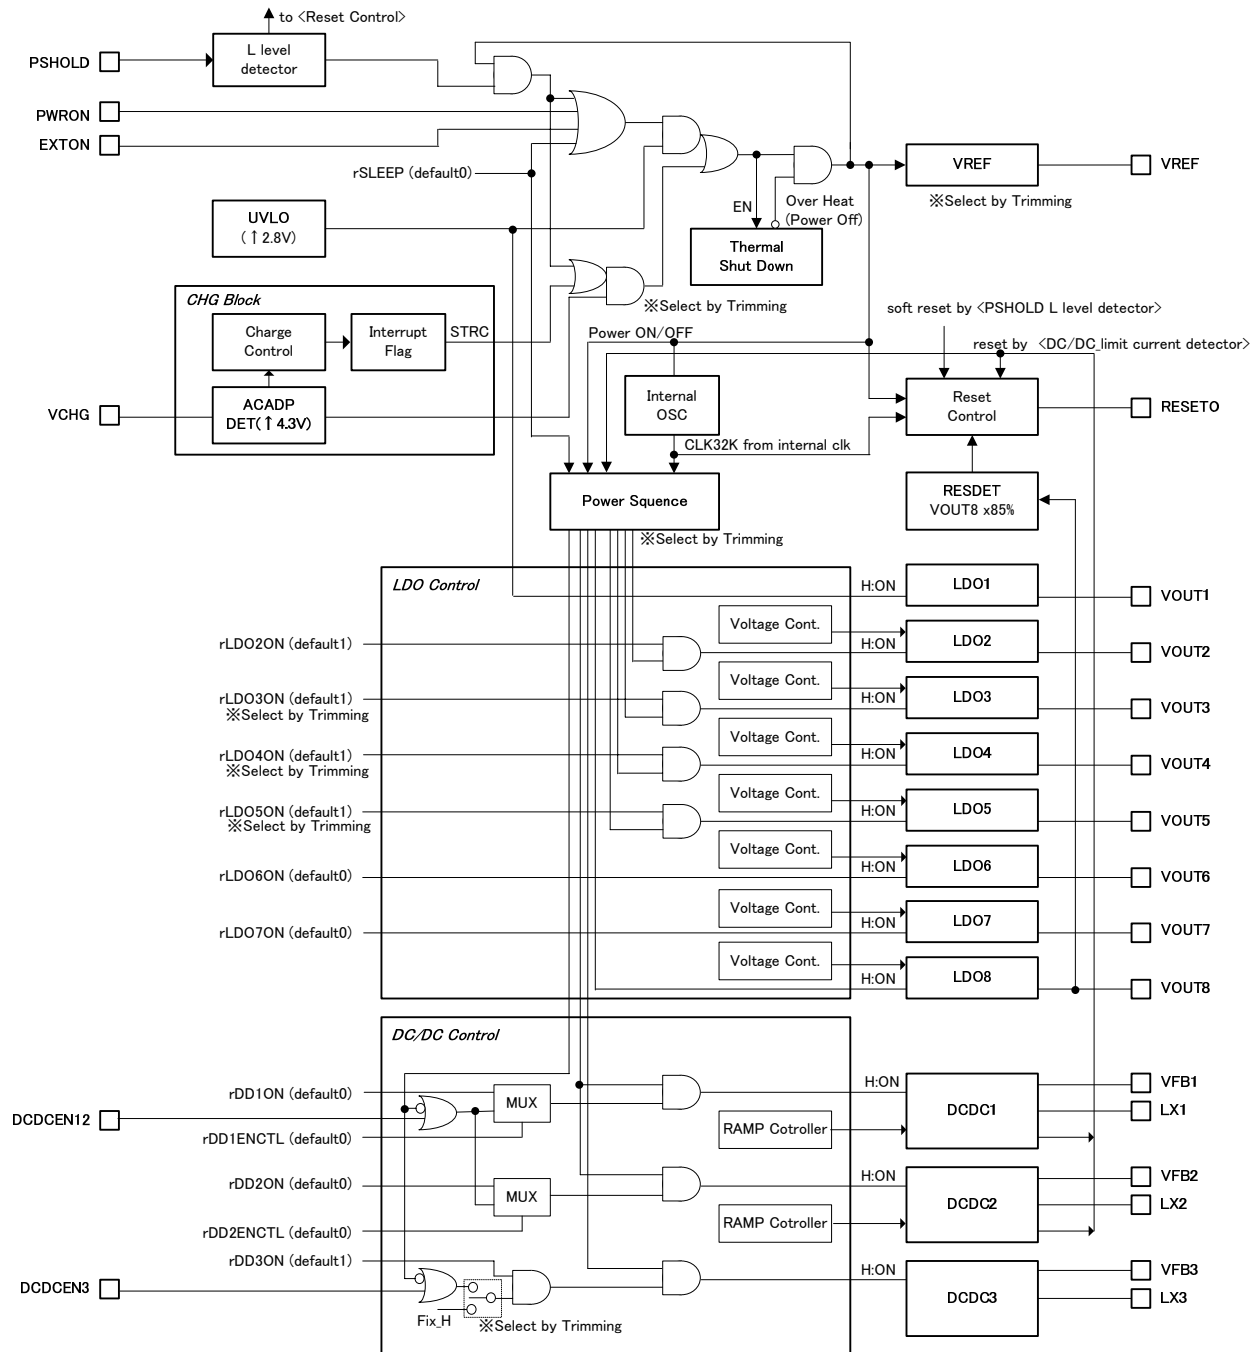 to <Reset Control>
PSHOLD
L level
detector
PWRON
EXTON
rSLEEP (default0)
VREF
VREF
※Select by Trimming
UVLO
(↑2.8V)
EN
Over Heat
(Power Off)
Thermal
Shut Down
CHG Block
Charge
Control
Interrupt
Flag
STRC
※Select by Trimming
soft reset by <PSHOLD L level detector>
Power ON/OFF
reset by <DC/DC_limit current detector>
VCHG
ACADP
DET(↑4.3V)
Internal
OSC
Reset
Control
RESETO
CLK32K from internal clk
Power Squence
※Select by Trimming
RESDET
VOUT8 x85%
LDO Control
H:ON
LDO1
VOUT1
Voltage Cont.
rLDO2ON (default1)
H:ON
LDO2
VOUT2
Voltage Cont.
rLDO3ON (default1)
※Select by Trimming
H:ON
LDO3
VOUT3
Voltage Cont.
rLDO4ON (default1)
※Select by Trimming
H:ON
LDO4
VOUT4
Voltage Cont.
rLDO5ON (default1)
※Select by Trimming
H:ON
LDO5
VOUT5
Voltage Cont.
rLDO6ON (default0)
H:ON
LDO6
VOUT6
Voltage Cont.
rLDO7ON (default0)
H:ON
LDO7
VOUT7
Voltage Cont.
H:ON
LDO8
VOUT8
DC/DC Control
rDD1ON (default0)
MUX
H:ON
DCDC1
VFB1
LX1
DCDCEN12
rDD1ENCTL (default0)
RAMP Cotroller
rDD2ON (default0)
MUX
H:ON
DCDC2
VFB2
LX2
rDD2ENCTL (default0)
RAMP Cotroller
rDD3ON (default1)
H:ON
DCDC3
VFB3
LX3
DCDCEN3
Fix_H
※Select by Trimming